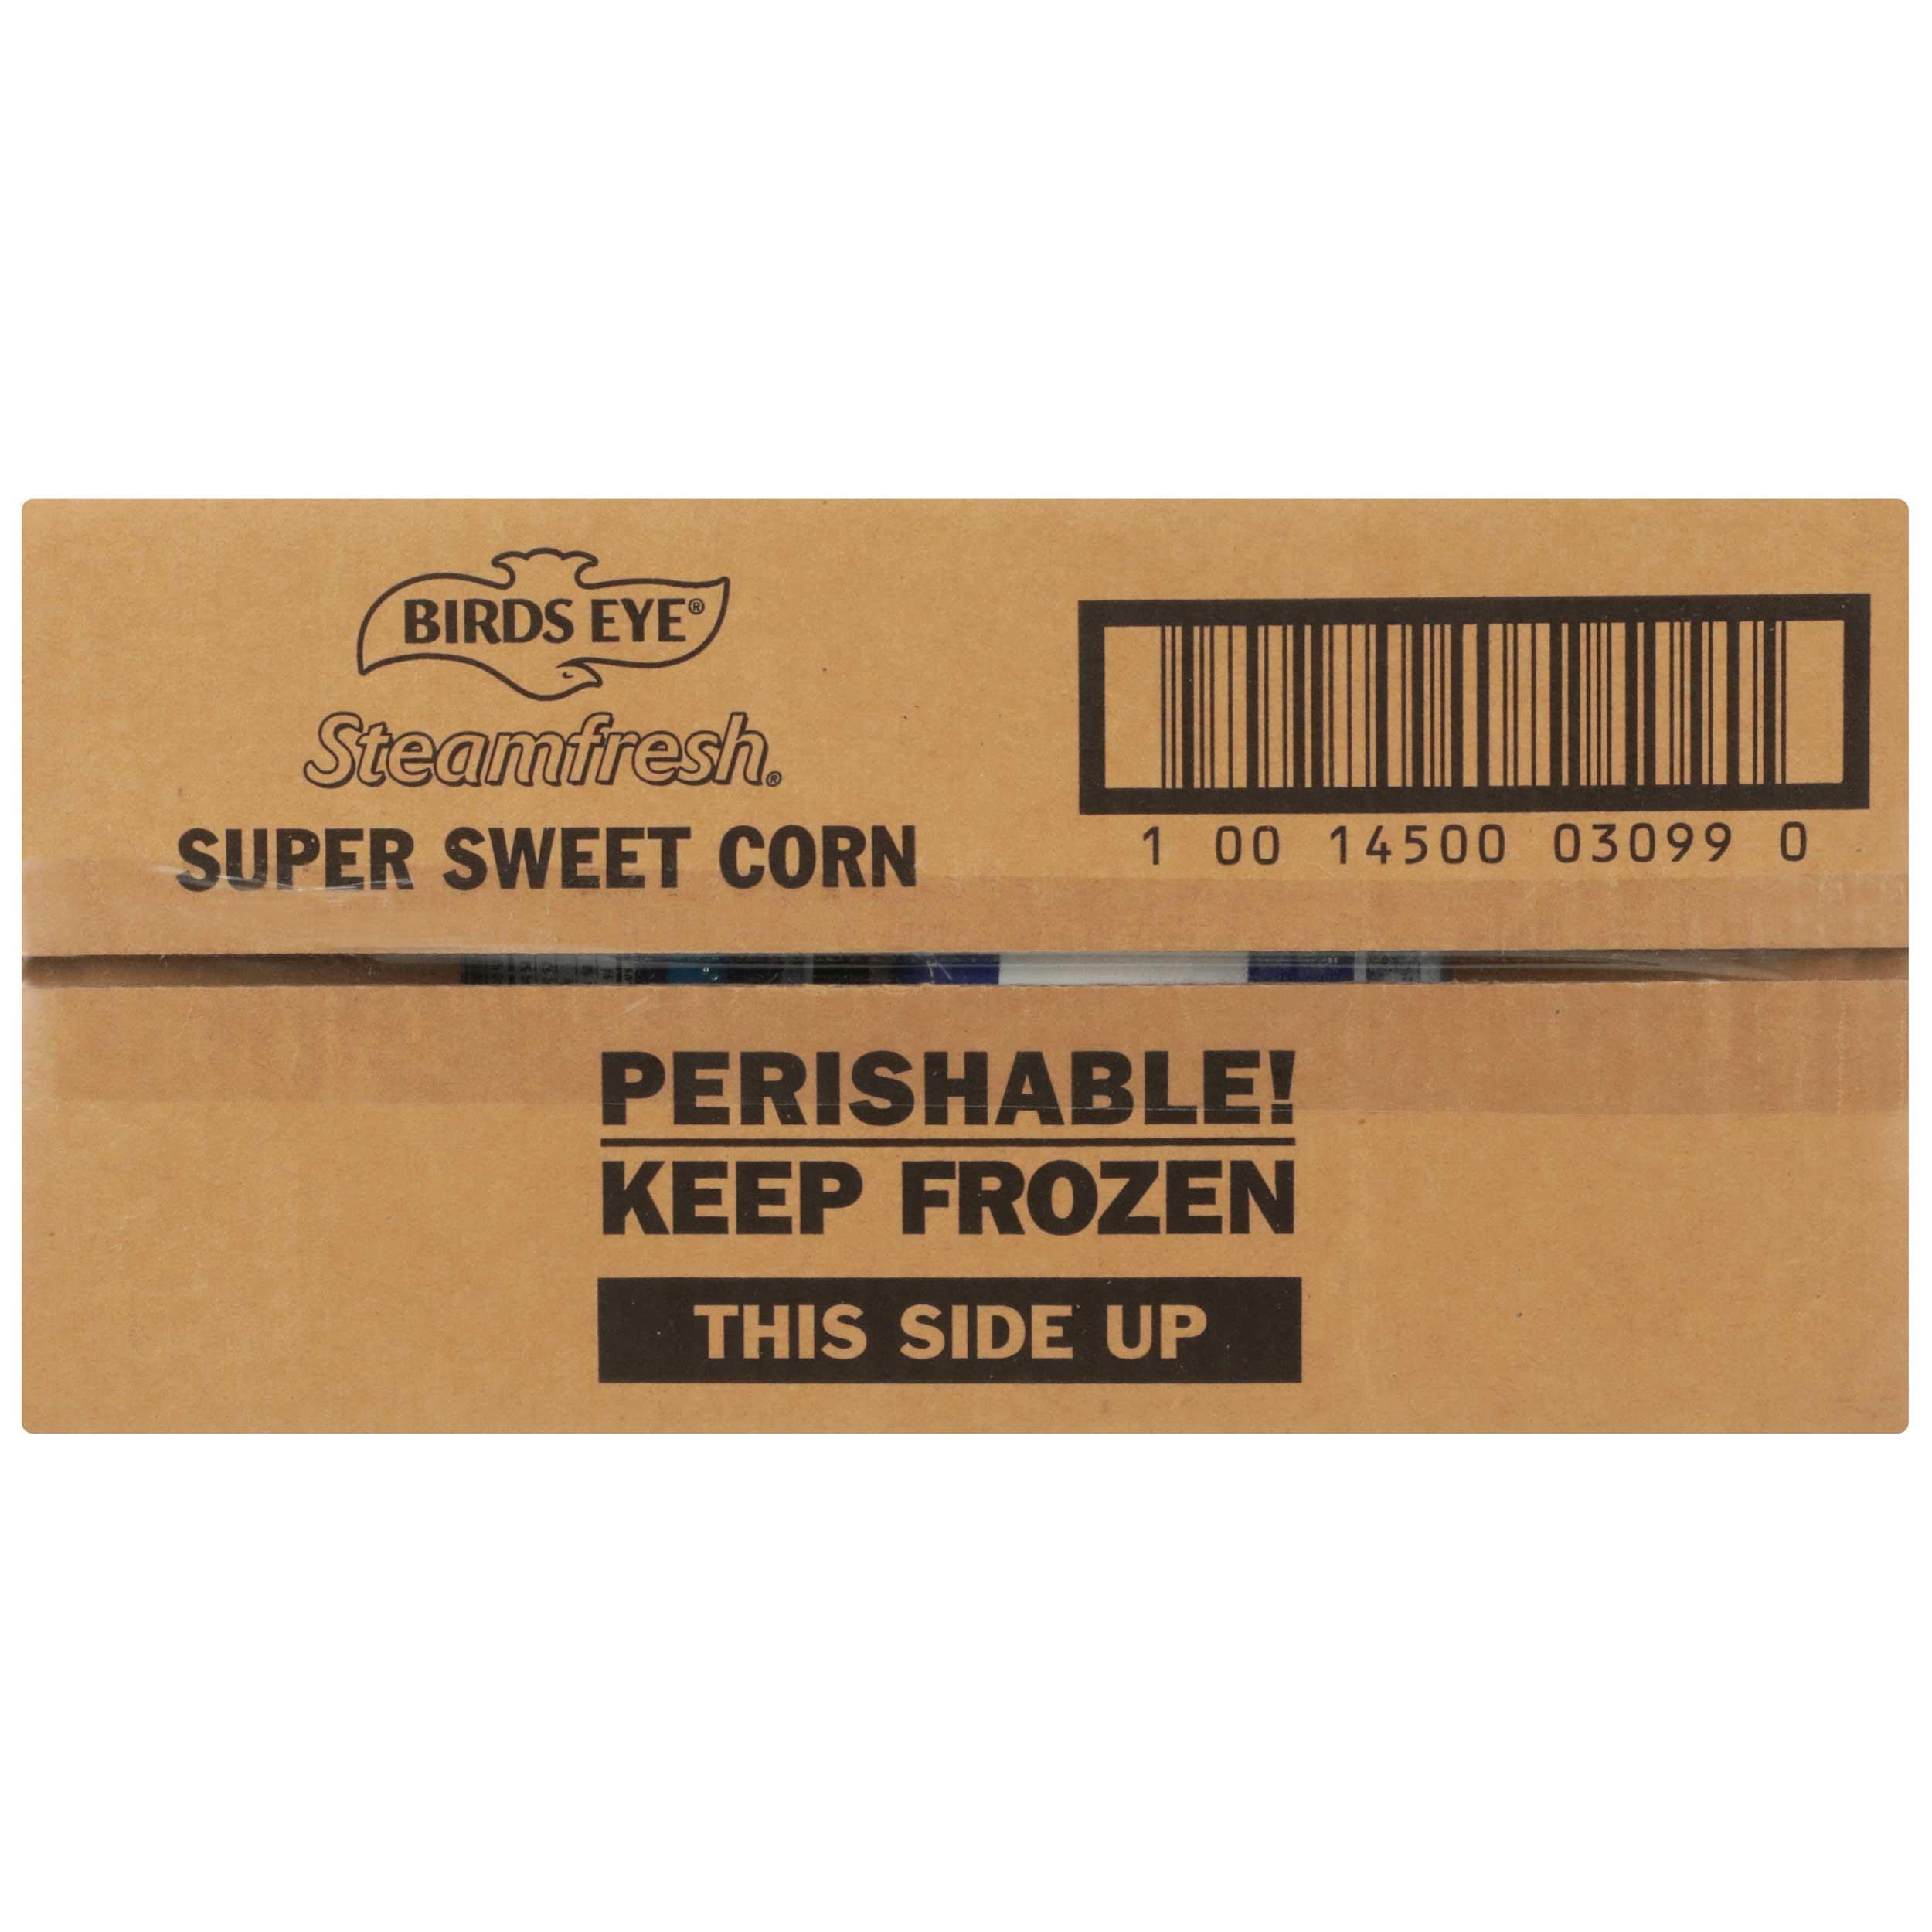 BIRDS EYE®
Steamfresh®
SUPER SWEET CORN
1 00 14500 03099 0
PERISHABLE!
KEEP FROZEN
THIS SIDE UP